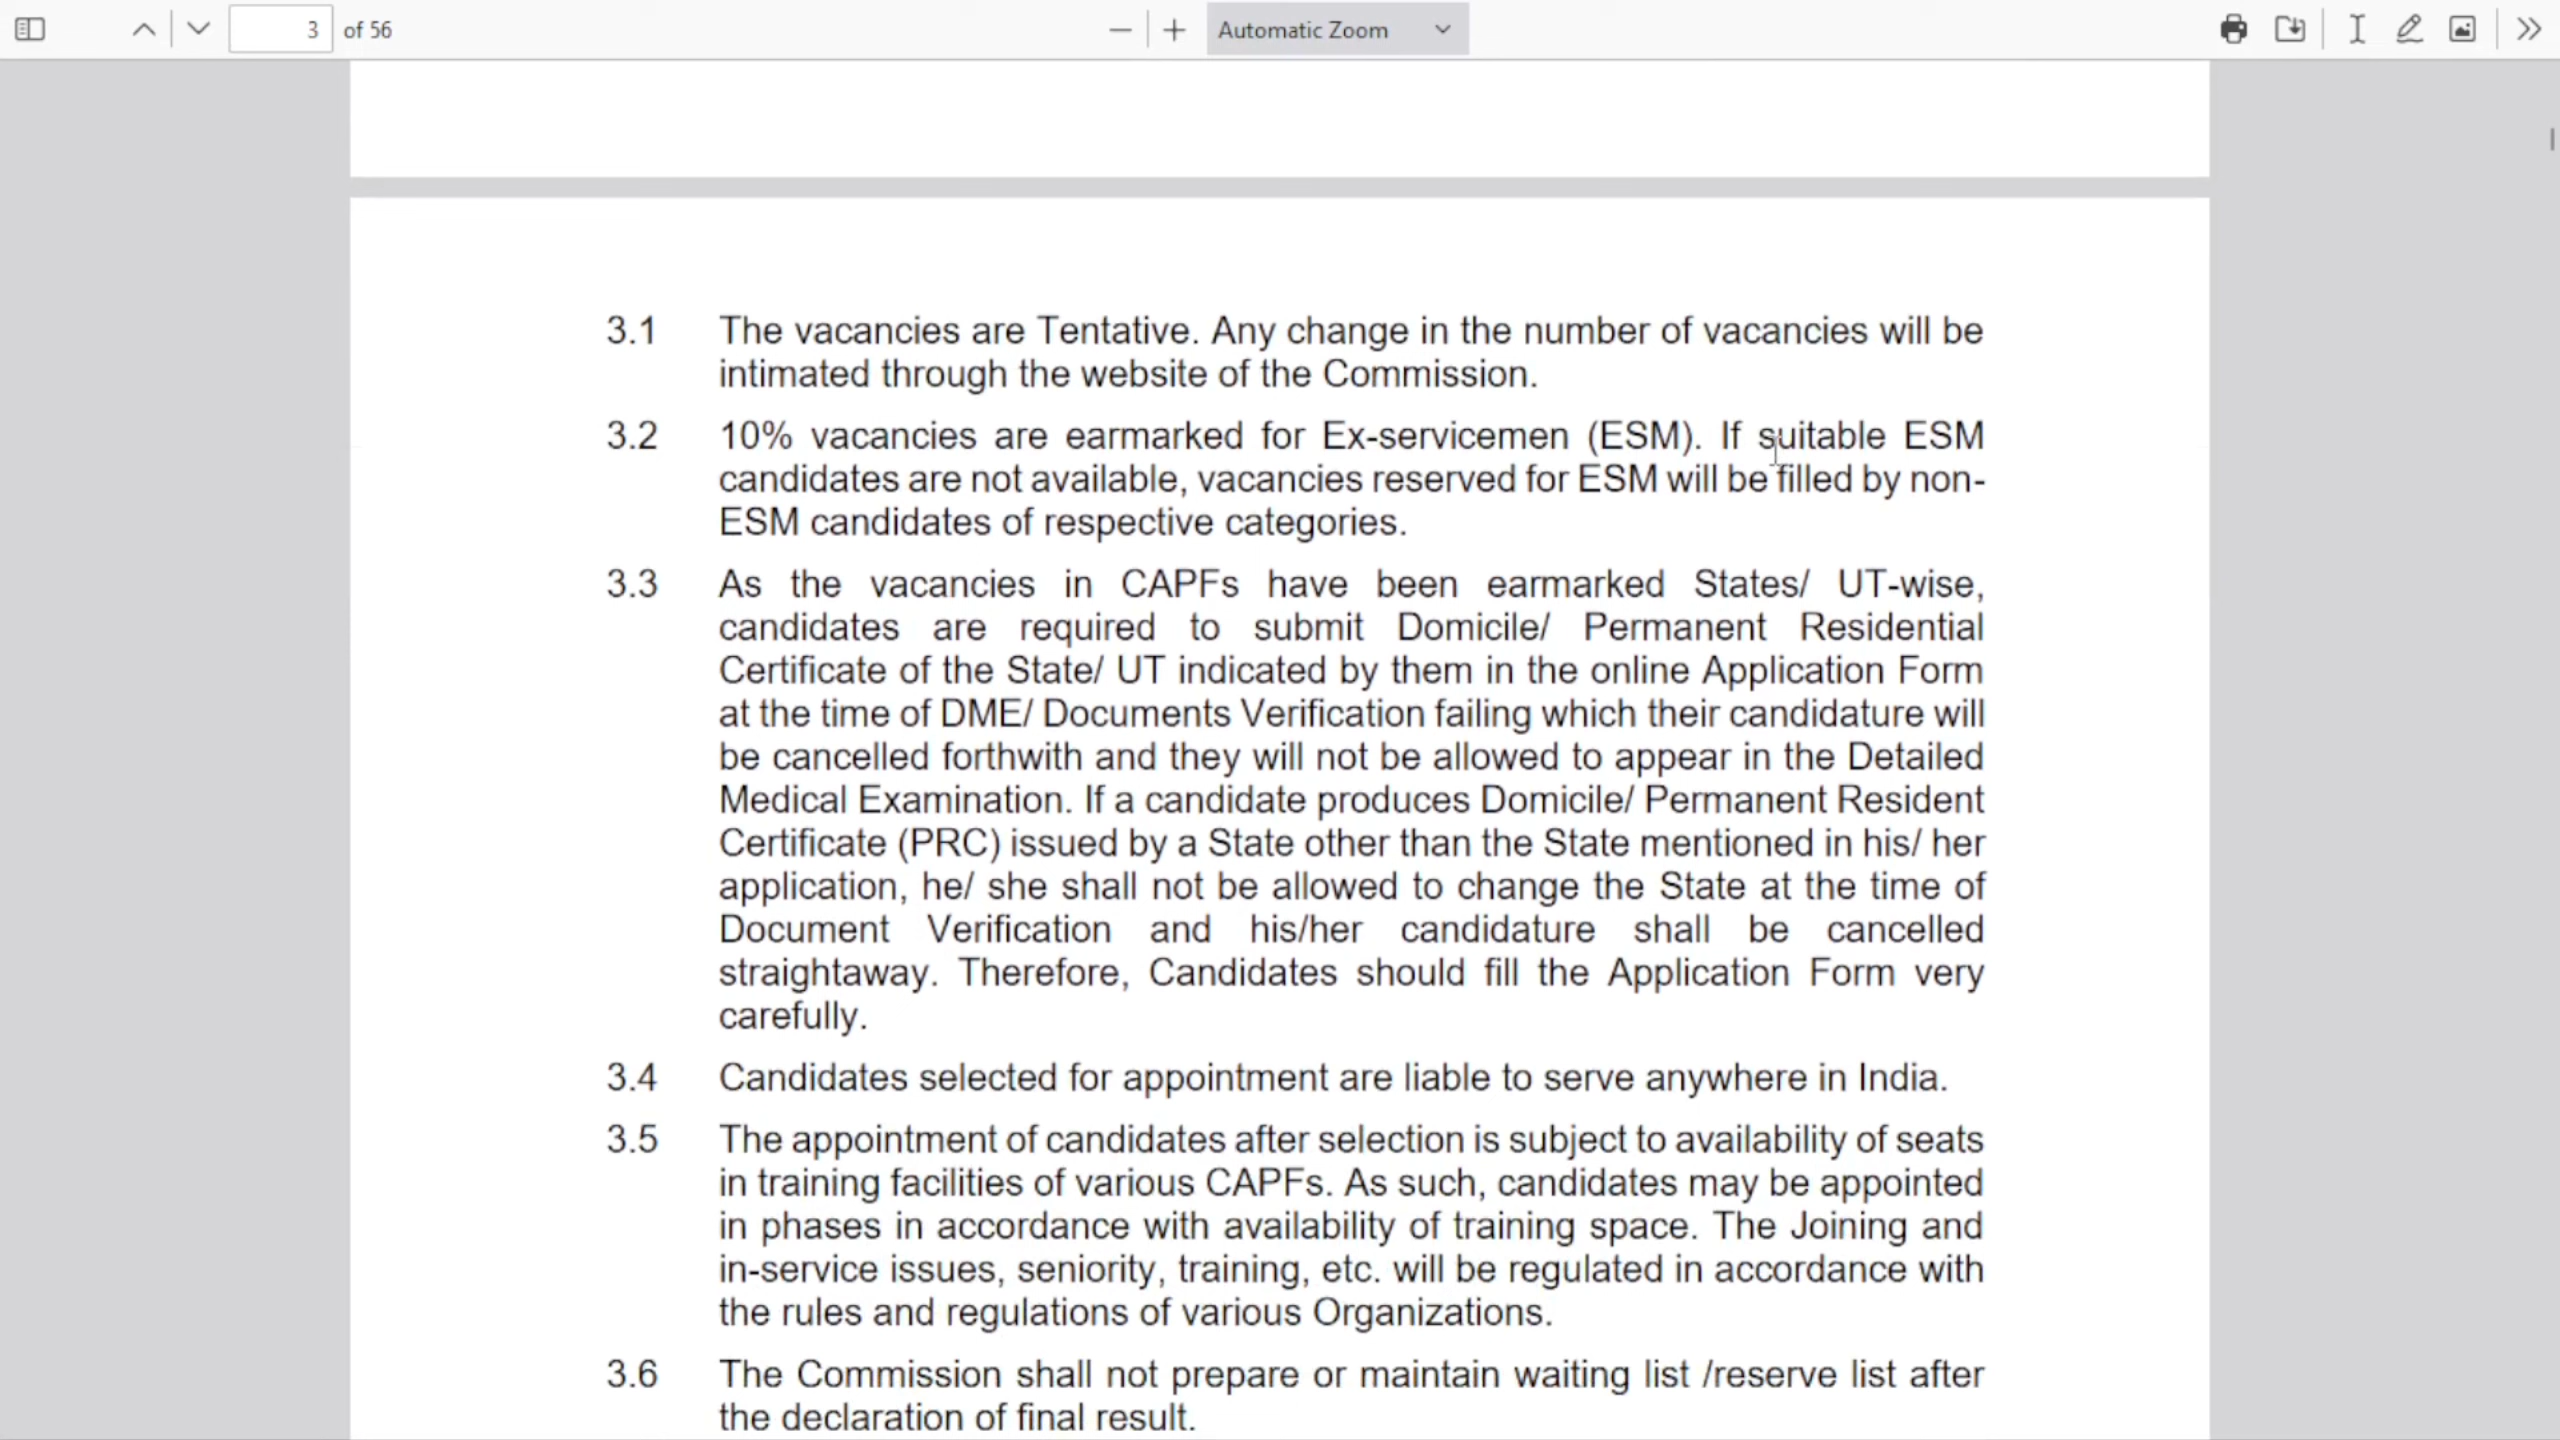 3 of 56 Automatic Zoom
3.1 The vacancies are Tentative. Any change in the number of vacancies will be
intimated through the website of the Commission.
3.2 10% vacancies are earmarked for Ex-servicemen (ESM). If suitable ESM
candidates are not available, vacancies reserved for ESM will be filled by non-
ESM candidates of respective categories.
3.3 As the vacancies in CAPFs have been earmarked States/ UT-wise,
candidates are required to submit Domicile/ Permanent Residential
Certificate of the State/ UT indicated by them in the online Application Form
at the time of DME/ Documents Verification failing which their candidature will
be cancelled forthwith and they will not be allowed to appear in the Detailed
Medical Examination. If a candidate produces Domicile/ Permanent Resident
Certificate (PRC) issued by a State other than the State mentioned in his/ her
application, he/ she shall not be allowed to change the State at the time of
Document Verification and his/her candidature shall be cancelled
straightaway. Therefore, Candidates should fill the Application Form very
carefully.
3.4 Candidates selected for appointment are liable to serve anywhere in India.
3.5 The appointment of candidates after selection is subject to availability of seats
in training facilities of various CAPFs. As such, candidates may be appointed
in phases in accordance with availability of training space. The Joining and
in-service issues, seniority, training, etc. will be regulated in accordance with
the rules and regulations of various Organizations.
3.6 The Commission shall not prepare or maintain waiting list /reserve list after
the declaration of final result.